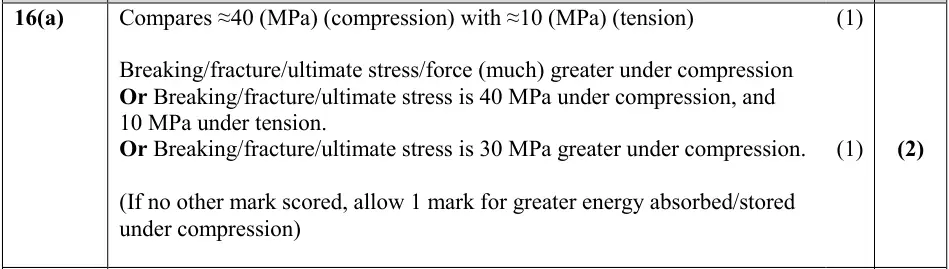 16(a) Compares ≈40 (MPa) (compression) with ≈10 (MPa) (tension) (1)
Breaking/fracture/ultimate stress/force (much) greater under compression
Or Breaking/fracture/ultimate stress is 40 MPa under compression, and
10 MPa under tension.
Or Breaking/fracture/ultimate stress is 30 MPa greater under compression. (1) (2)
(If no other mark scored, allow 1 mark for greater energy absorbed/stored
under compression)